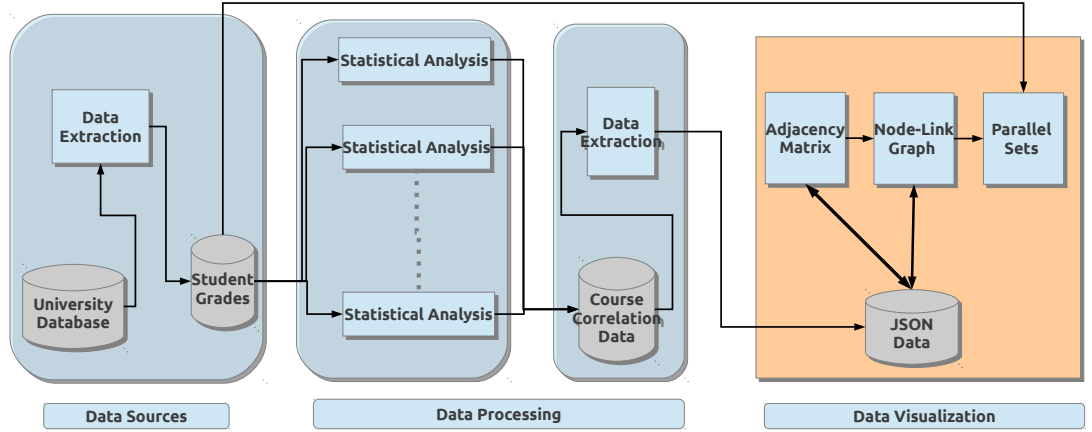 Data
Extraction
University
Database
Student
Grades
Statistical Analysis
Statistical Analysis
Statistical Analysis
Data
Extraction
Course
Correlation
Data
Adjacency
Matrix
Node-Link
Graph
Parallel
Sets
JSON
Data
Data Sources
Data Processing
Data Visualization